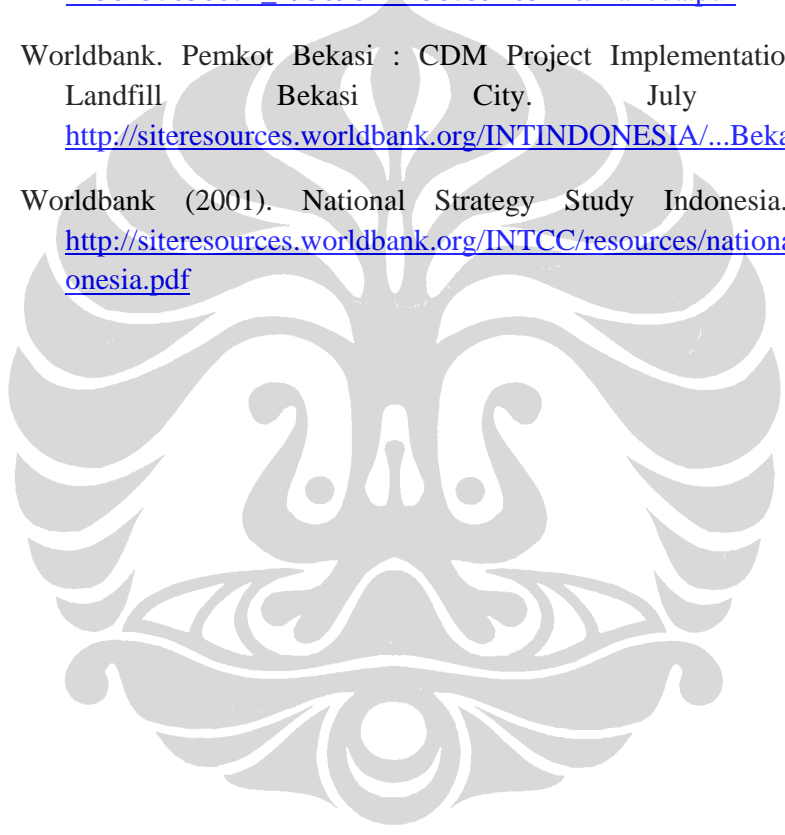 Worldbank. Pemkot Bekasi : CDM Project Implementatio
Landfill Bekasi City. July
http://siteresources.worldbank.org/INTINDONESIA/...Beka
Worldbank (2001). National Strategy Study Indonesia.
http://siteresources.worldbank.org/INTCC/resources/nationa
onesia.pdf